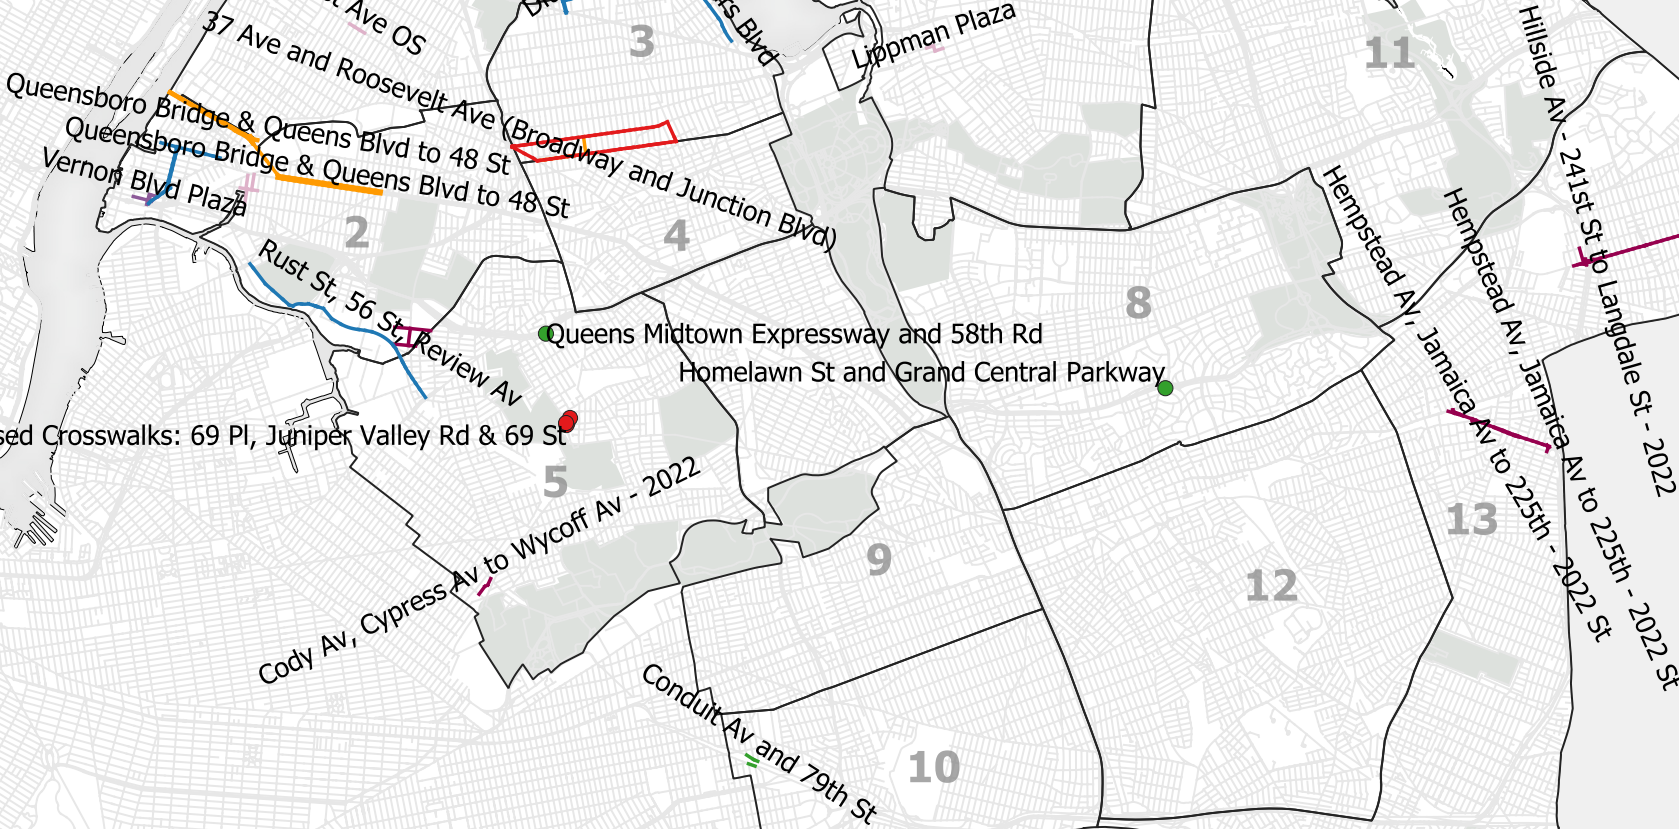 Ave OS
rs Blvd
Lippman Plaza
3
11
37 Ave and Roosevelt Ave (Broadway and Junction Blvd)
Queensboro Bridge & Queens Blvd to 48 St
Queensboro Bridge & Queens Blvd to 48 St
Vernon Blvd Plaza
2
4
8
Rust St, 56 St, Review Av
Queens Midtown Expressway and 58th Rd
Homelawn St and Grand Central Parkway
sed Crosswalks: 69 Pl, Juniper Valley Rd & 69 St
5
Cody Av, Cypress Av to Wycoff Av - 2022
9
12
13
Hillside Av - 241st St to Langdale St - 2022
Hempstead Av, Jamaica Av to 225th - 2022 St
Hempstead Av, Jamaica Av to 225th - 2022 St
Conduit Av and 79th St
10